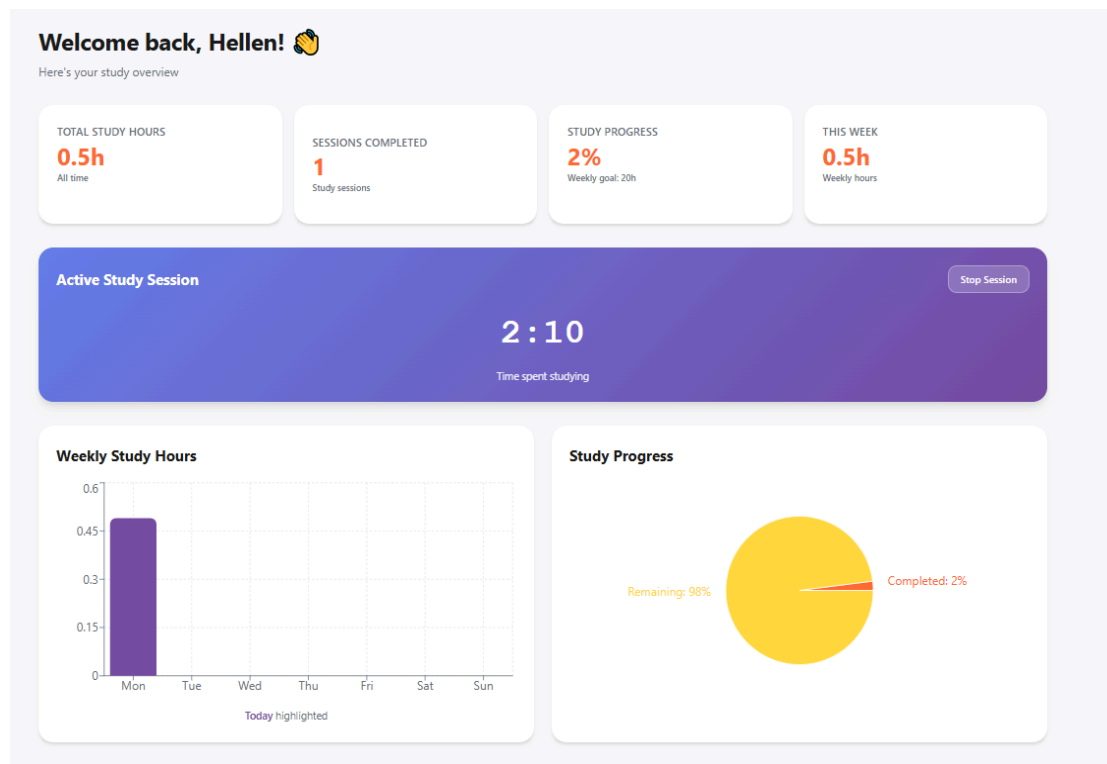 Welcome back, Hellen! 👋
Here's your study overview
TOTAL STUDY HOURS
0.5h
All time
SESSIONS COMPLETED
1
Study sessions
STUDY PROGRESS
2%
Weekly goal: 20h
THIS WEEK
0.5h
Weekly hours
Active Study Session
Stop Session
2:10
Time spent studying
Weekly Study Hours
0.6
0.45
0.3
0.15
0
Mon Tue Wed Thu Fri Sat Sun
Today highlighted
Study Progress
Remaining: 98%
Completed: 2%